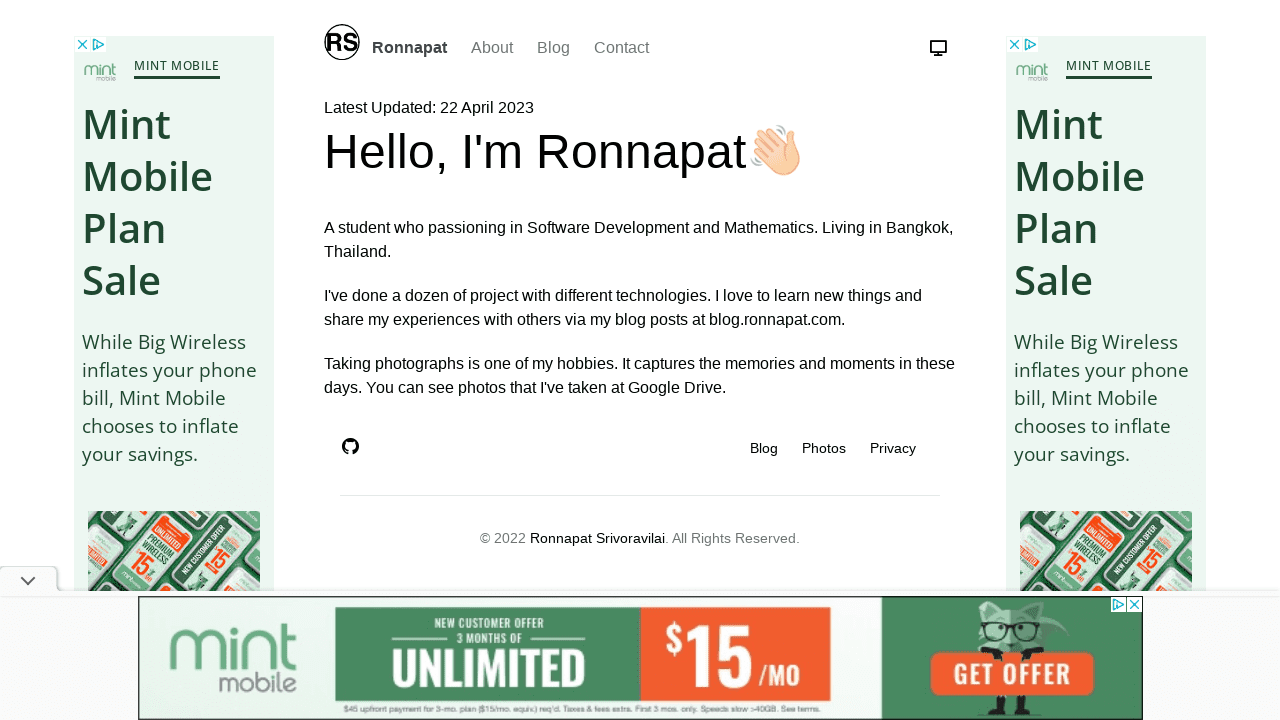 RS
Ronnapat About Blog Contact
MINT MOBILE
mint
mobile
Mint
Mobile
Plan
Sale
While Big Wireless
inflates your phone
bill, Mint Mobile
chooses to inflate
your savings.
Latest Updated: 22 April 2023
Hello, I'm Ronnapat
A student who passioning in Software Development and Mathematics. Living in Bangkok,
Thailand.
I've done a dozen of project with different technologies. I love to learn new things and
share my experiences with others via my blog posts at blog.ronnapat.com.
Taking photographs is one of my hobbies. It captures the memories and moments in these
days. You can see photos that I've taken at Google Drive.
Blog Photos Privacy
© 2022 Ronnapat Srivoravilai. All Rights Reserved.
MINT MOBILE
mint
mobile
Mint
Mobile
Plan
Sale
While Big Wireless
inflates your phone
bill, Mint Mobile
chooses to inflate
your savings.
mint
mobile
NEW CUSTOMER OFFER
3 MONTHS OF
UNLIMITED
$15/MO
GET OFFER
$45 upfront payment for 3-mo. plan ($15/mo. equiv.) req'd. Taxes & fees extra. First 3 mos. only. Speeds slow >40GB. See terms.